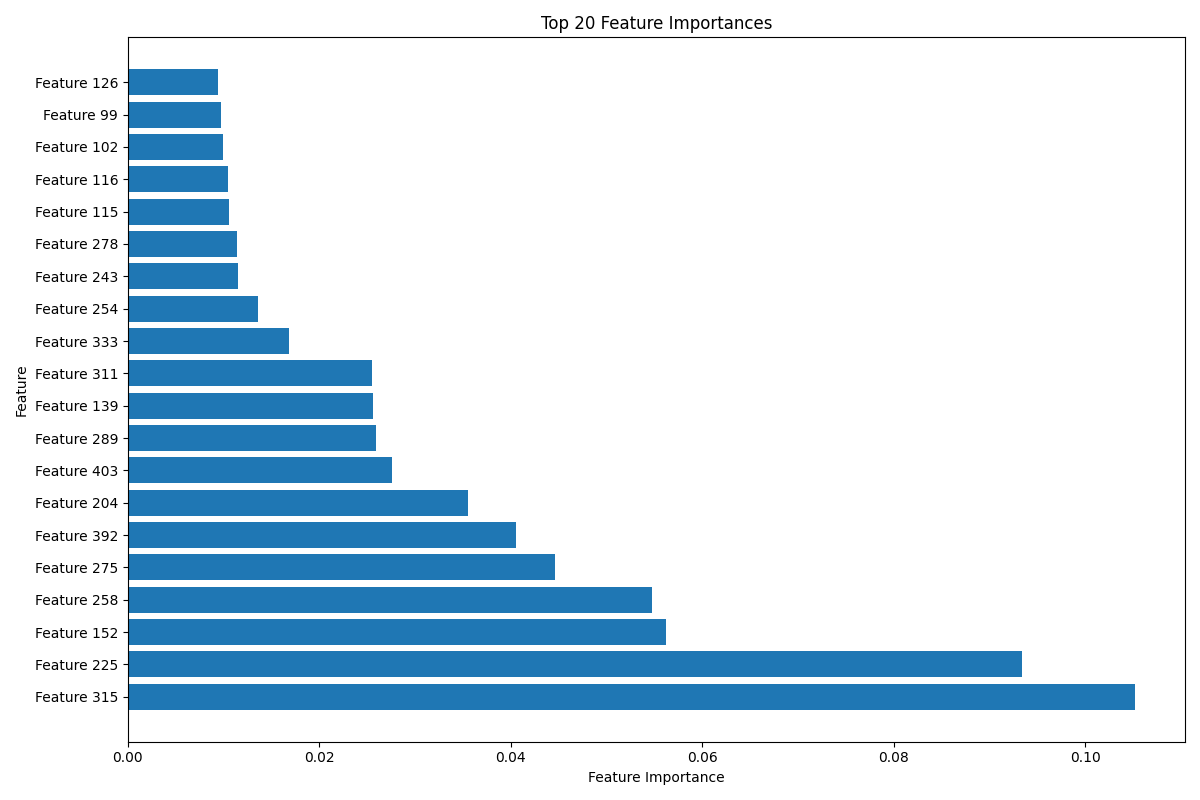 Top 20 Feature Importances
Feature 126
Feature 99
Feature 102
Feature 116
Feature 115
Feature 278
Feature 243
Feature 254
Feature 333
Feature 311
Feature 139
Feature 289
Feature 403
Feature 204
Feature 392
Feature 275
Feature 258
Feature 152
Feature 225
Feature 315
Feature
0.00 0.02 0.04 0.06 0.08 0.10
Feature Importance